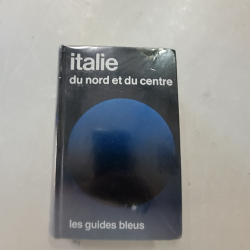 italie
du nord et du centre
les guides bleus